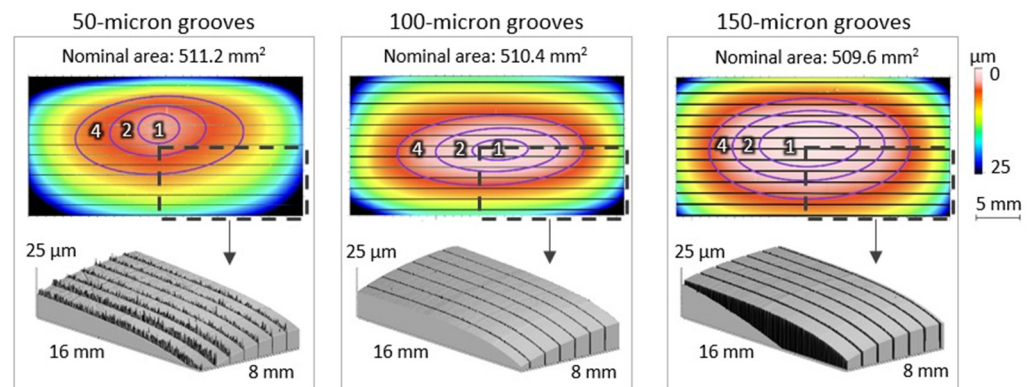 50-micron grooves
100-micron grooves
150-micron grooves
Nominal area: 511.2 mm²
Nominal area: 510.4 mm²
Nominal area: 509.6 mm²
µm
0
25
5 mm
4 2 1
4 2 1
4 2 1
25 µm
16 mm
8 mm
25 µm
16 mm
8 mm
25 µm
16 mm
8 mm